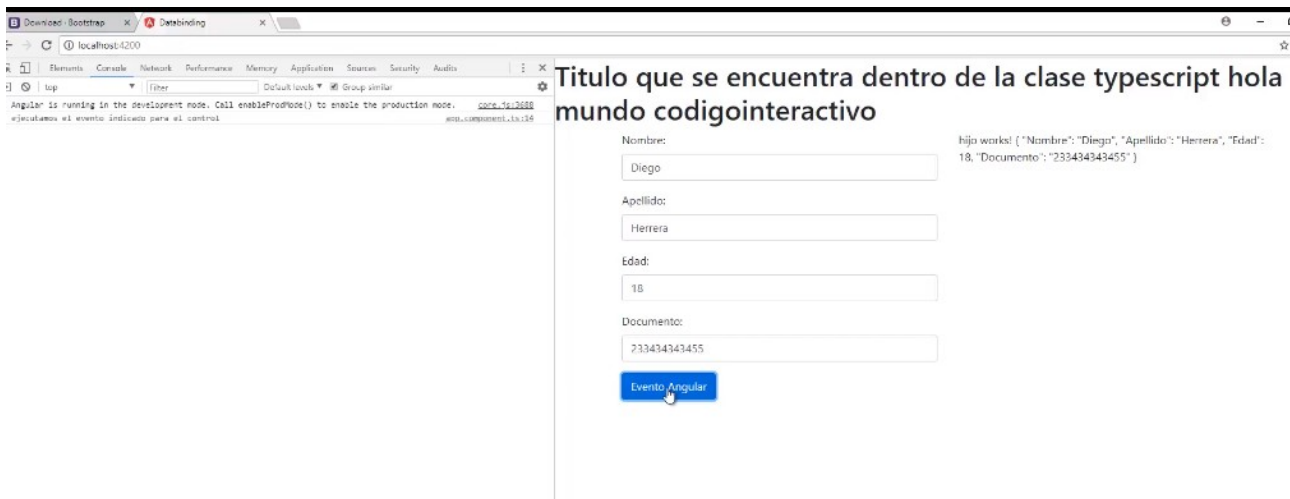 Download · Bootstrap
Databinding
localhost:4200
Elements Console Network Performance Memory Application Sources Security Audits
top Filter Default levels ▼ Group similar
Angular is running in the development mode. Call enableProdMode() to enable the production mode. core.js:3688
ejecutamos el evento indicado para el control app.component.ts:14
Titulo que se encuentra dentro de la clase typescript hola
mundo codigointeractivo
Nombre:
hijo works! { "Nombre": "Diego", "Apellido": "Herrera", "Edad":
18, "Documento": "233434343455" }
Diego
Apellido:
Herrera
Edad:
18
Documento:
233434343455
Evento Angular